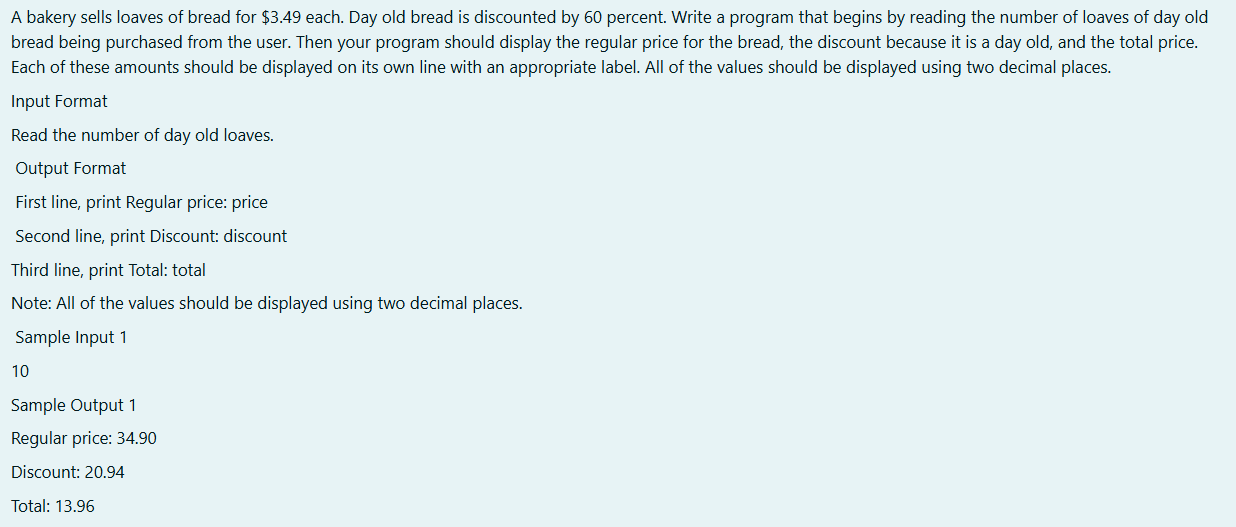 A bakery sells loaves of bread for $3.49 each. Day old bread is discounted by 60 percent. Write a program that begins by reading the number of loaves of day old
bread being purchased from the user. Then your program should display the regular price for the bread, the discount because it is a day old, and the total price.
Each of these amounts should be displayed on its own line with an appropriate label. All of the values should be displayed using two decimal places.
Input Format
Read the number of day old loaves.
Output Format
First line, print Regular price: price
Second line, print Discount: discount
Third line, print Total: total
Note: All of the values should be displayed using two decimal places.
Sample Input 1
10
Sample Output 1
Regular price: 34.90
Discount: 20.94
Total: 13.96